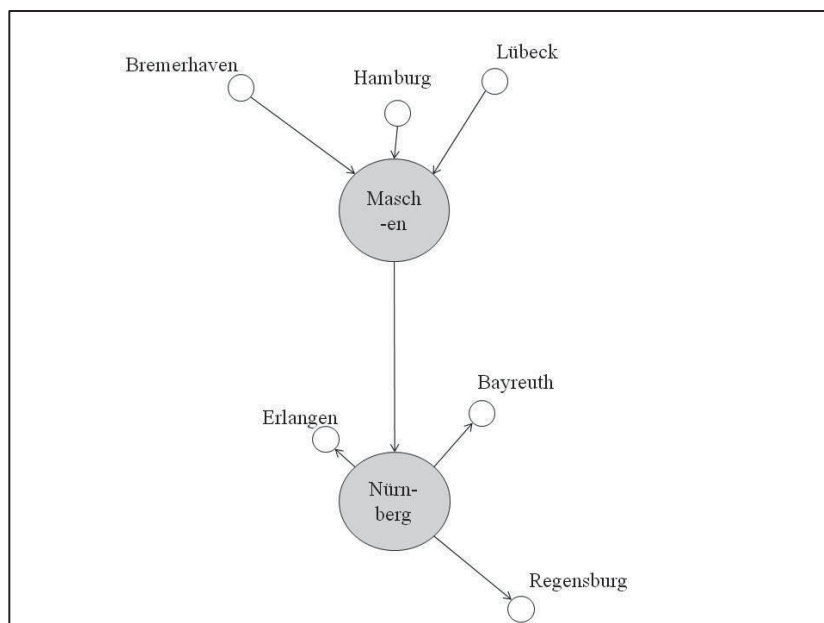 Lübeck
Bremerhaven
Hamburg
Masch
-en
Bayreuth
Erlangen
Nürn-
berg
Regensburg